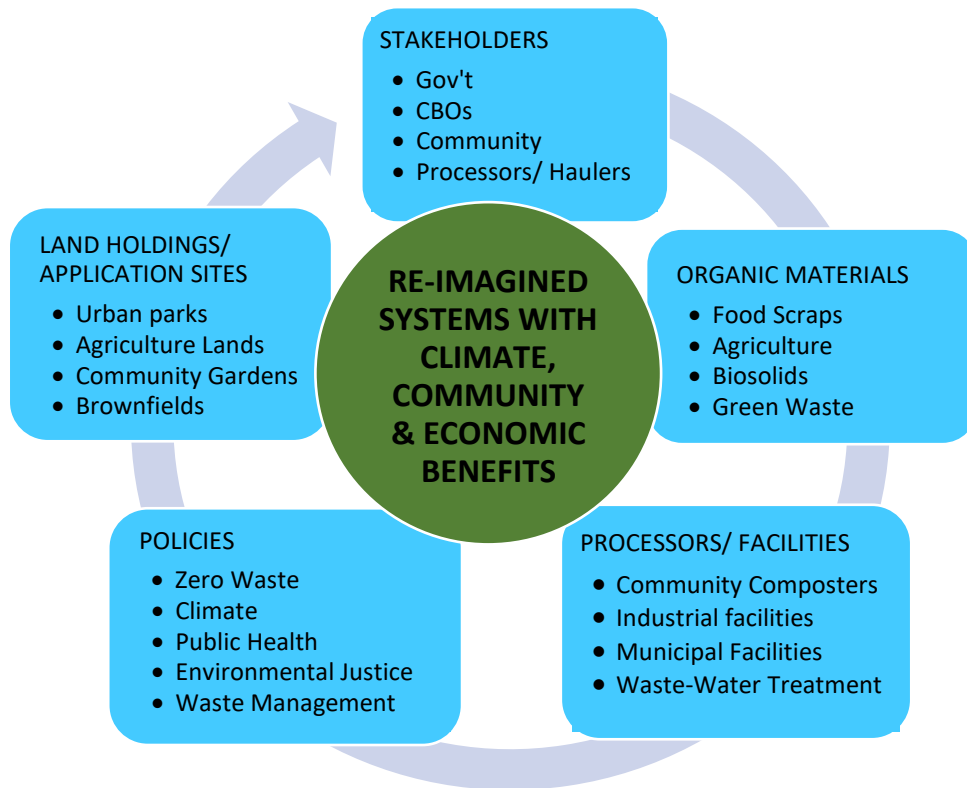 STAKEHOLDERS
• Gov't
• CBOs
• Community
• Processors/ Haulers
ORGANIC MATERIALS
• Food Scraps
• Agriculture
• Biosolids
• Green Waste
PROCESSORS/ FACILITIES
• Community Composters
• Industrial facilities
• Municipal Facilities
• Waste-Water Treatment
POLICIES
• Zero Waste
• Climate
• Public Health
• Environmental Justice
• Waste Management
LAND HOLDINGS/
APPLICATION SITES
• Urban parks
• Agriculture Lands
• Community Gardens
• Brownfields
RE-IMAGINED
SYSTEMS WITH
CLIMATE,
COMMUNITY
& ECONOMIC
BENEFITS